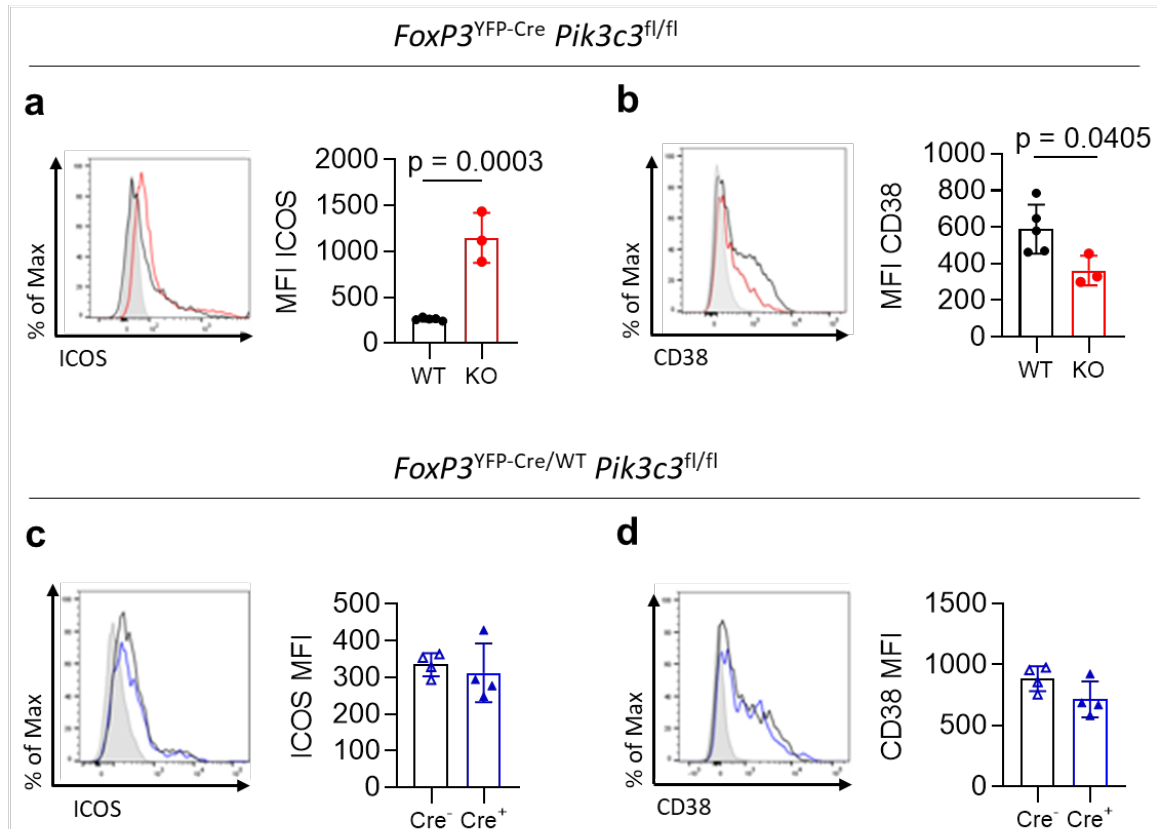 FoxP3YFP-Cre Pik3c3fl/fl
a
% of Max
ICOS
MFI ICOS
2000
1500
1000
500
0
p = 0.0003
WT KO
b
% of Max
CD38
MFI CD38
1000
800
600
400
200
0
p = 0.0405
WT KO
FoxP3YFP-Cre/WT Pik3c3fl/fl
c
% of Max
ICOS
ICOS MFI
500
400
300
200
100
0
Cre- Cre+
d
% of Max
CD38
CD38 MFI
1500
1000
500
0
Cre- Cre+